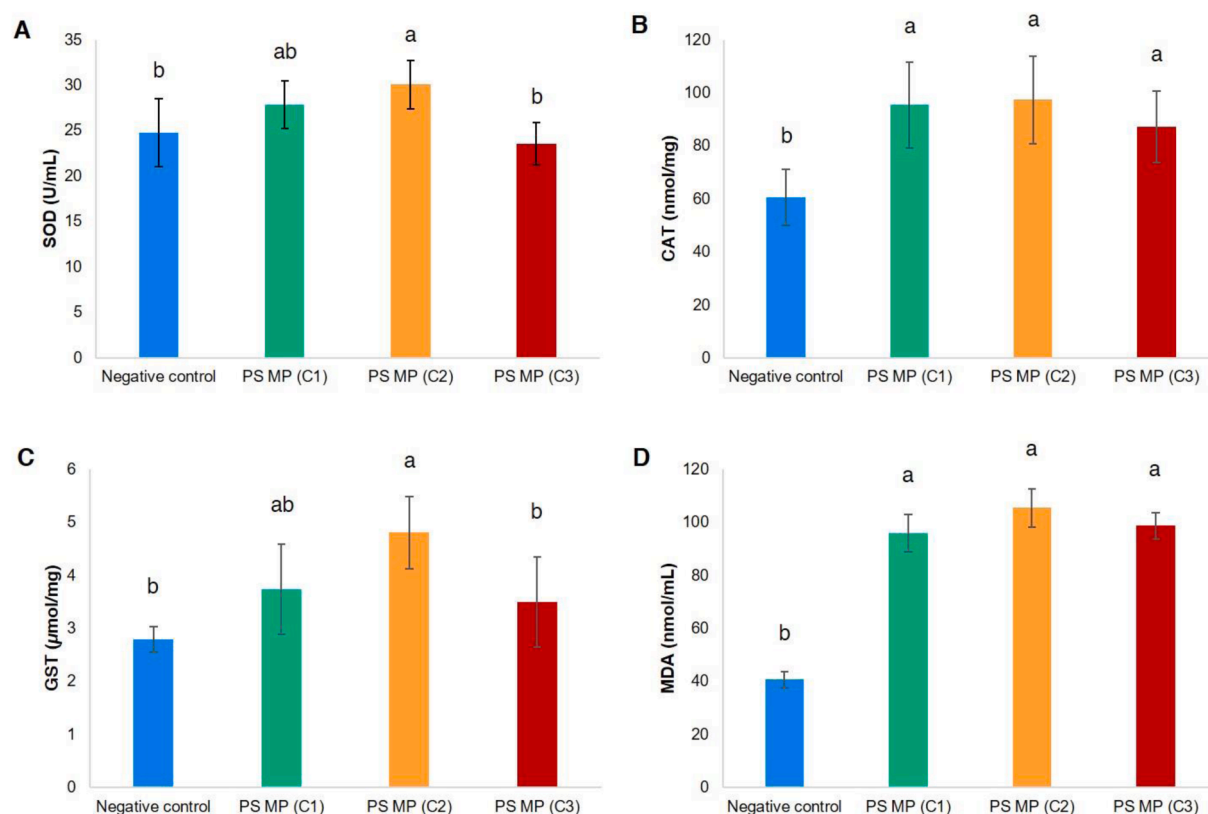 A
SOD (U/mL)
35
30
25
20
15
10
5
0
b
ab
a
b
Negative control PS MP (C1) PS MP (C2) PS MP (C3)
B
CAT (nmol/mg)
120
100
80
60
40
20
0
b
a
a
a
Negative control PS MP (C1) PS MP (C2) PS MP (C3)
C
GST (µmol/mg)
6
5
4
3
2
1
0
b
ab
a
b
Negative control PS MP (C1) PS MP (C2) PS MP (C3)
D
MDA (nmol/mL)
120
100
80
60
40
20
0
b
a
a
a
Negative control PS MP (C1) PS MP (C2) PS MP (C3)